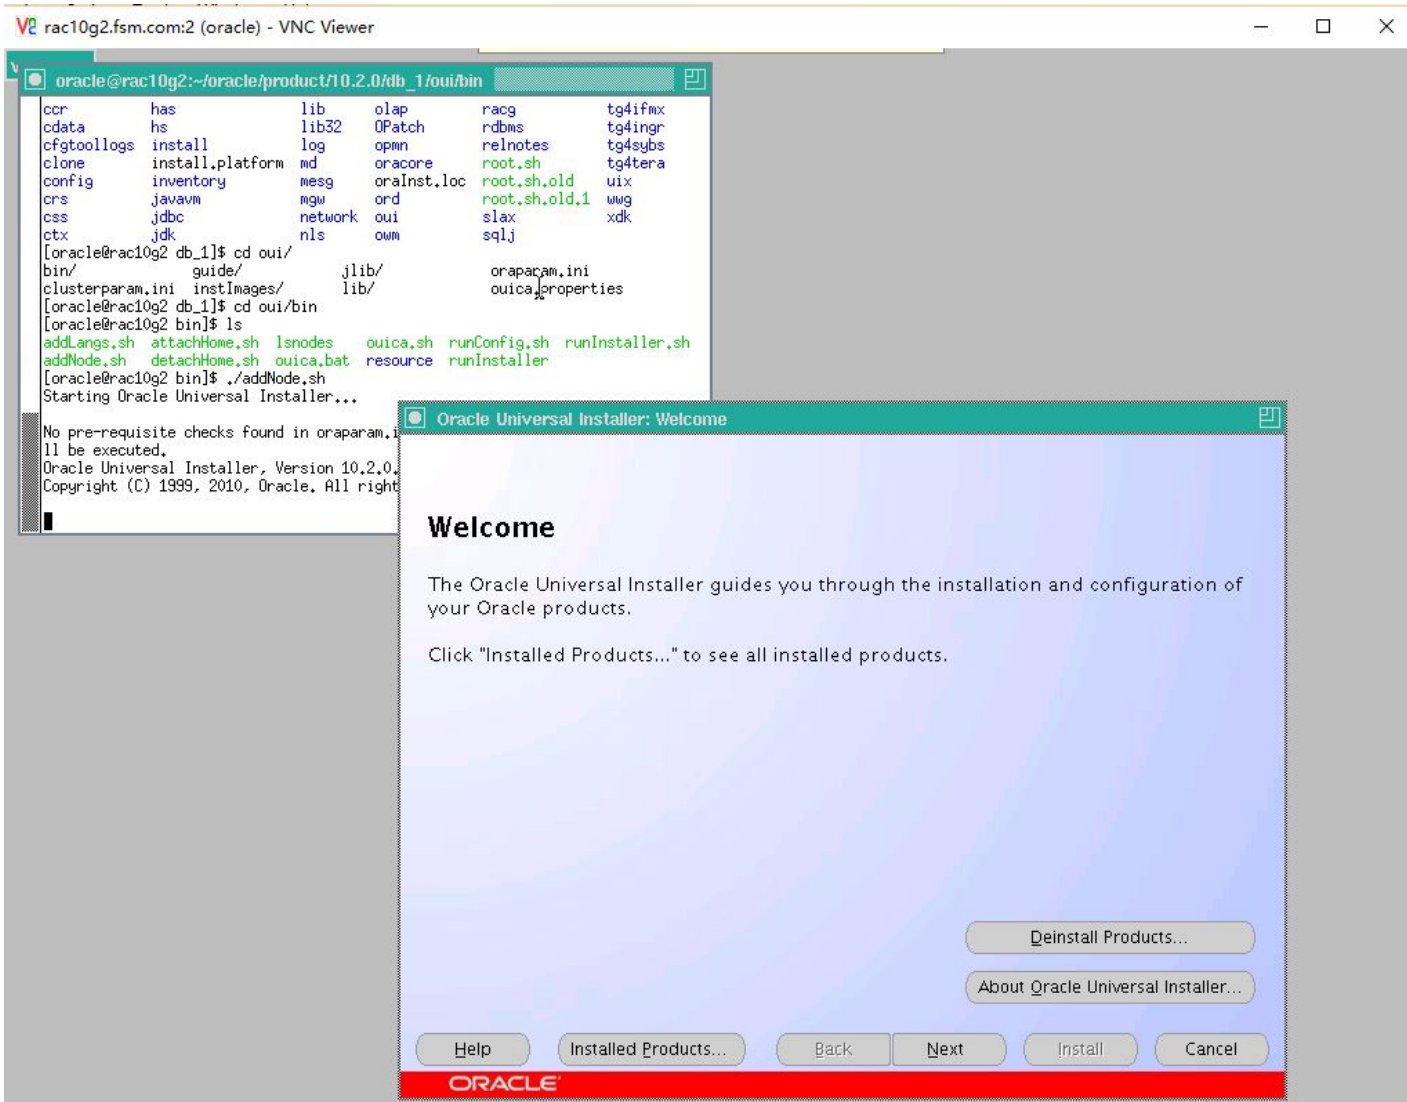 rac10g2.fsm.com:2 (oracle) - VNC Viewer
oracle@rac10g2:~/oracle/product/10.2.0/db_1/oui/bin
ccr has lib olap racg tg4ifmx
cdata hs lib32 OPatch rdbms tg4ingr
cfgtoollogs install log opmn relnotes tg4sybs
clone install.platform md oracore root.sh tg4tera
config inventory mesg oraInst.loc root.sh.old uix
crs javavm mgw ord root.sh.old.1 wwg
css jdbc network oui slax xdk
ctx jdk nls owm sqlj
[oracle@rac10g2 db_1]$ cd oui/
bin/ guide/ jlib/ oraparam.ini
clusterparam.ini instImages/ lib/ ouica.properties
[oracle@rac10g2 db_1]$ cd oui/bin
[oracle@rac10g2 bin]$ ls
addLangs.sh attachHome.sh lsnodes ouica.sh runConfig.sh runInstaller.sh
addNode.sh detachHome.sh ouica.bat resource runInstaller
[oracle@rac10g2 bin]$ ./addNode.sh
Starting Oracle Universal Installer...
No pre-requisite checks found in oraparam.i
ll be executed.
Oracle Universal Installer, Version 10.2.0.
Copyright (C) 1999, 2010, Oracle. All right
Oracle Universal Installer: Welcome
Welcome
The Oracle Universal Installer guides you through the installation and configuration of
your Oracle products.
Click "Installed Products..." to see all installed products.
Deinstall Products...
About Oracle Universal Installer...
Help Installed Products... Back Next Install Cancel
ORACLE